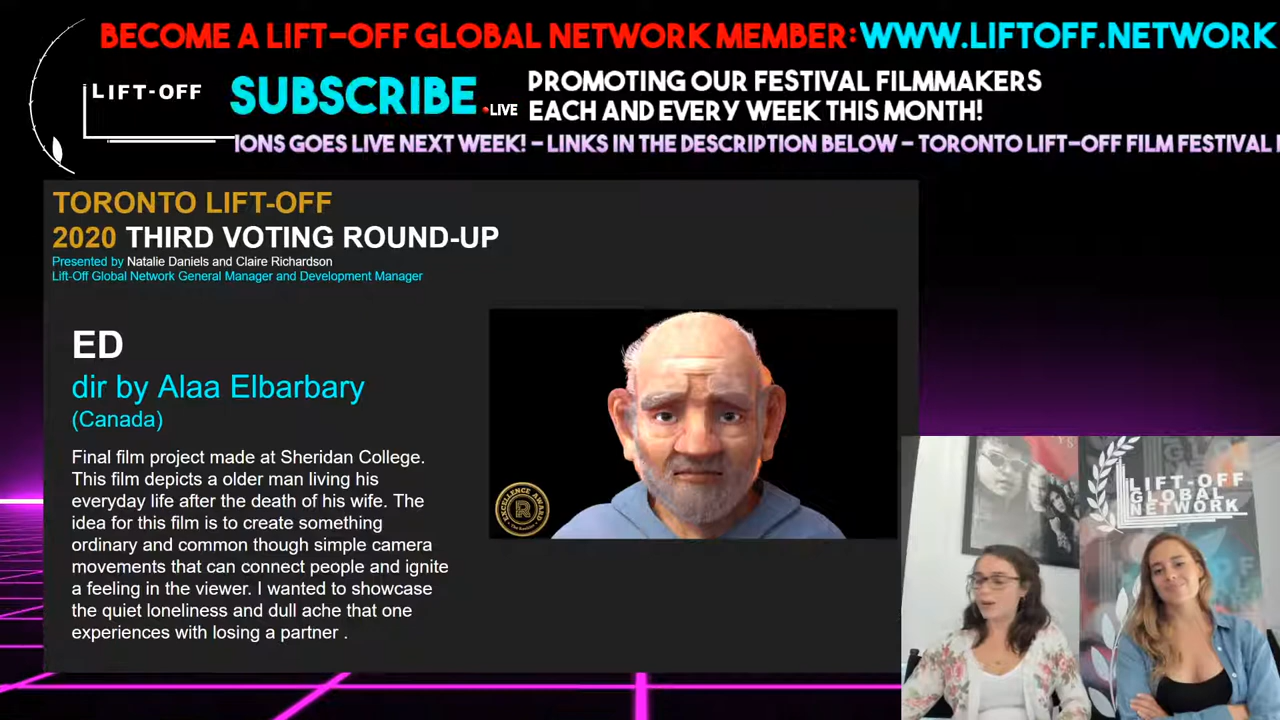 BECOME A LIFT-OFF GLOBAL NETWORK MEMBER: WWW.LIFTOFF.NETWORK
LIFT-OFF
SUBSCRIBE
LIVE
PROMOTING OUR FESTIVAL FILMMAKERS
EACH AND EVERY WEEK THIS MONTH!
IONS GOES LIVE NEXT WEEK! - LINKS IN THE DESCRIPTION BELOW - TORONTO LIFT-OFF FILM FESTIVAL
TORONTO LIFT-OFF
2020 THIRD VOTING ROUND-UP
Presented by Natalie Daniels and Claire Richardson
Lift-Off Global Network General Manager and Development Manager
ED
dir by Alaa Elbarbary
(Canada)
Final film project made at Sheridan College.
This film depicts a older man living his
everyday life after the death of his wife. The
idea for this film is to create something
ordinary and common though simple camera
movements that can connect people and ignite
a feeling in the viewer. I wanted to showcase
the quiet loneliness and dull ache that one
experiences with losing a partner .
EXCELLENCE AWARD
R
LIFT-OFF
GLOBAL
NETWORK